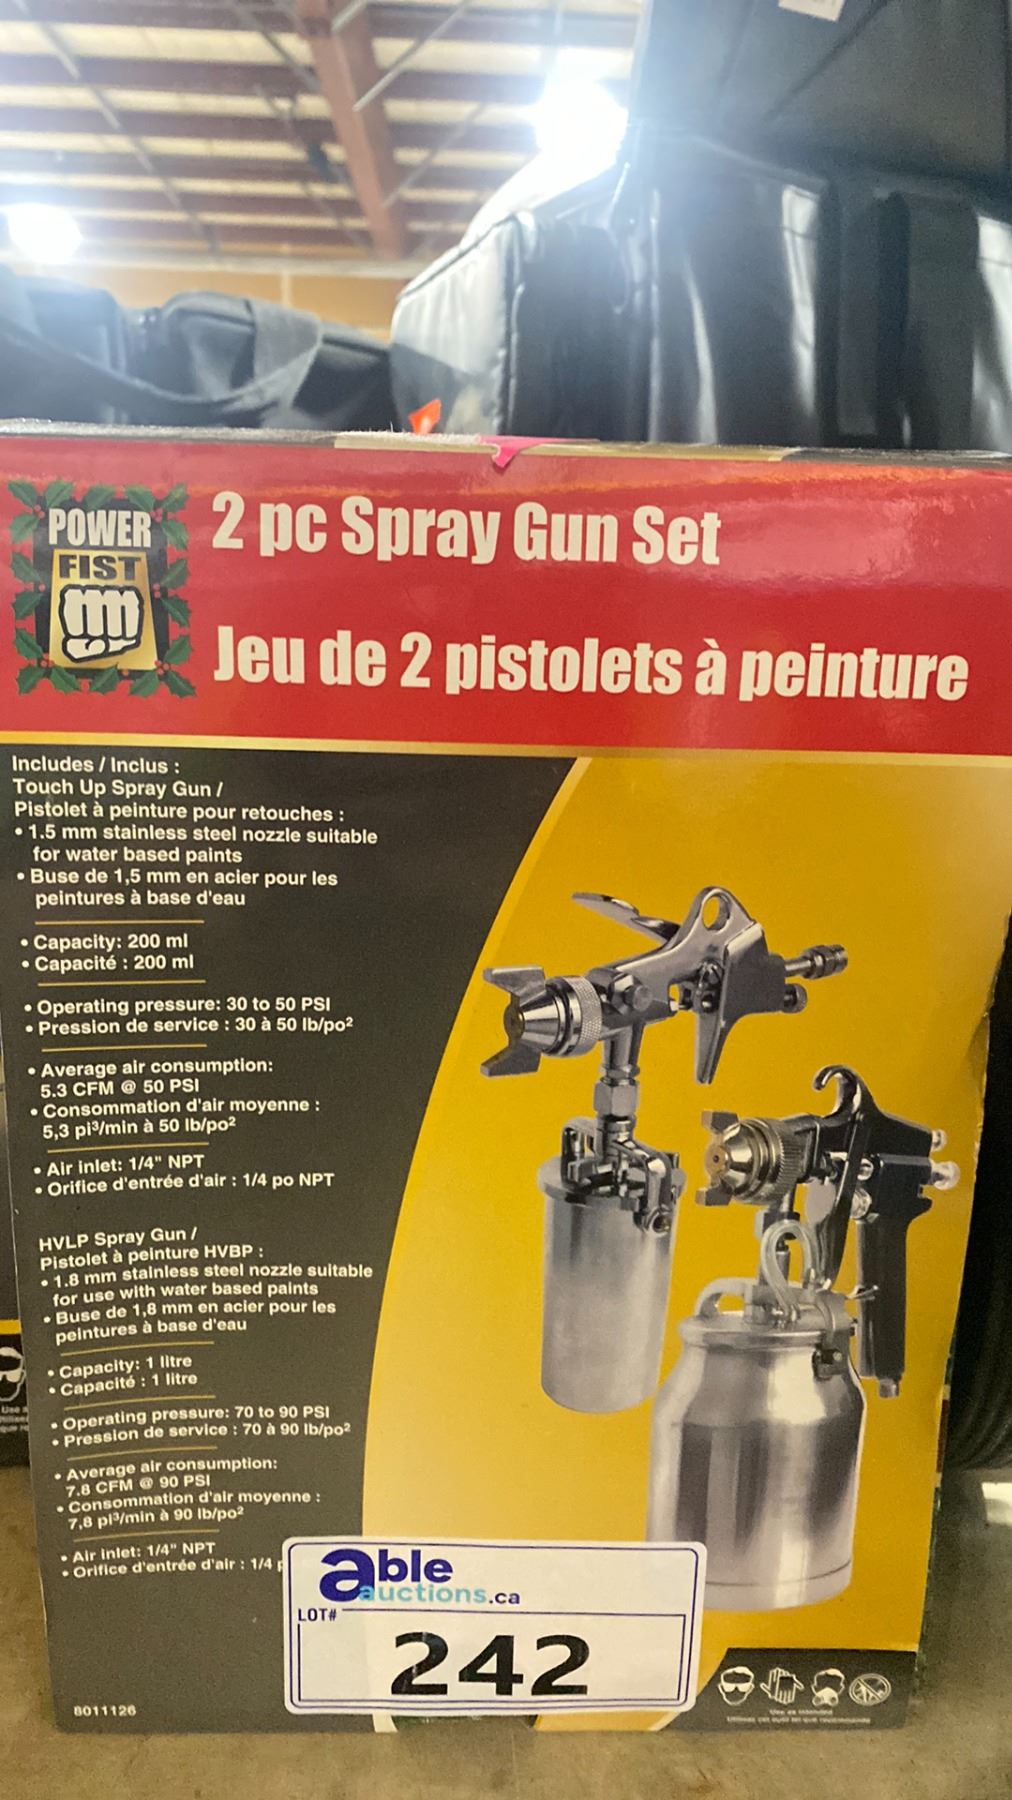 POWER
FIST
2 pc Spray Gun Set
Jeu de 2 pistolets à peinture
Includes / Inclus :
Touch Up Spray Gun /
Pistolet à peinture pour retouches :
• 1.5 mm stainless steel nozzle suitable
for water based paints
• Buse de 1,5 mm en acier pour les
peintures à base d'eau
• Capacity: 200 ml
• Capacité : 200 ml
• Operating pressure: 30 to 50 PSI
• Pression de service : 30 à 50 lb/po²
• Average air consumption:
5.3 CFM @ 50 PSI
• Consommation d'air moyenne :
5,3 pi³/min à 50 lb/po²
• Air inlet: 1/4" NPT
• Orifice d'entrée d'air : 1/4 po NPT
HVLP Spray Gun /
Pistolet à peinture HVBP :
• 1.8 mm stainless steel nozzle suitable
for use with water based paints
• Buse de 1,8 mm en acier pour les
peintures à base d'eau
• Capacity: 1 litre
• Capacité : 1 litre
• Operating pressure: 70 to 90 PSI
• Pression de service : 70 à 90 lb/po²
• Average air consumption:
7.8 CFM @ 90 PSI
• Consommation d'air moyenne :
7,8 pi³/min à 90 lb/po²
• Air inlet: 1/4" NPT
• Orifice d'entrée d'air : 1/4
able
auctions.ca
LOT#
242
8011126
Use as intended